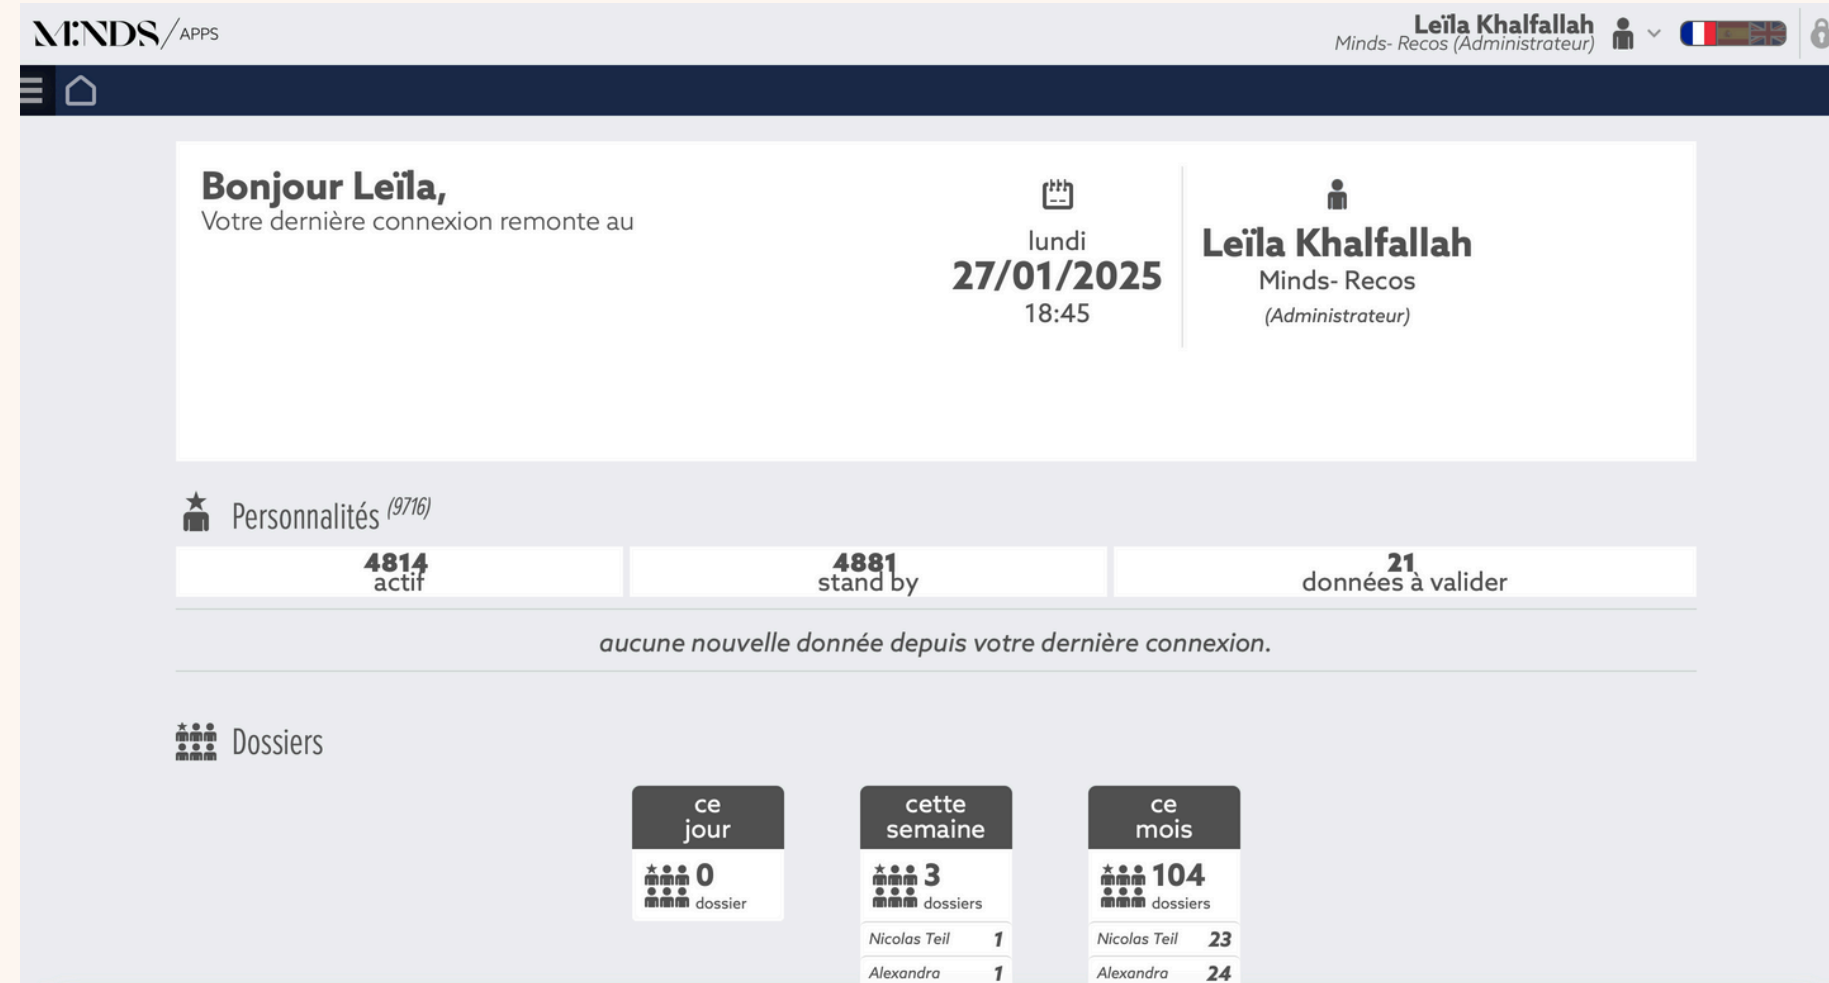 MINDS/APPS
Leïla Khalfallah
Minds- Recos (Administrateur)
Bonjour Leïla,
Votre dernière connexion remonte au
lundi
27/01/2025
18:45
Leïla Khalfallah
Minds- Recos
(Administrateur)
Personnalités (9716)
4814
actif
4881
stand by
21
données à valider
aucune nouvelle donnée depuis votre dernière connexion.
Dossiers
ce
jour
0
dossier
cette
semaine
3
dossiers
Nicolas Teil 1
Alexandra 1
ce
mois
104
dossiers
Nicolas Teil 23
Alexandra 24